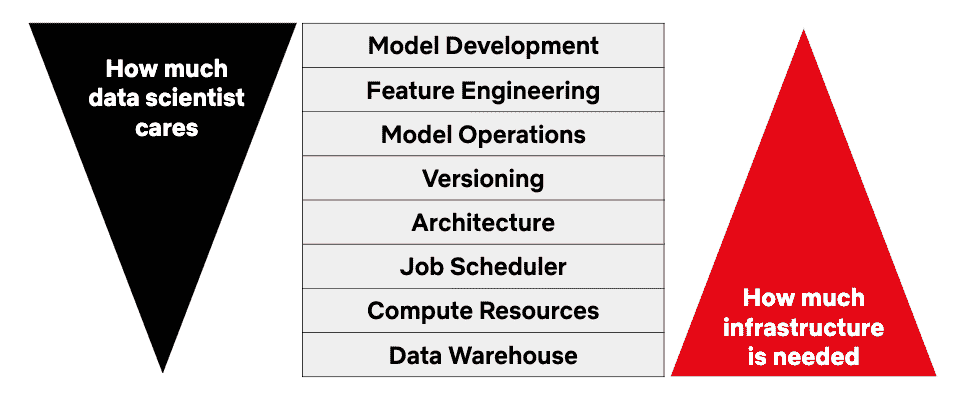 How much
data scientist
cares
Model Development
Feature Engineering
Model Operations
Versioning
Architecture
Job Scheduler
Compute Resources
Data Warehouse
How much
infrastructure
is needed